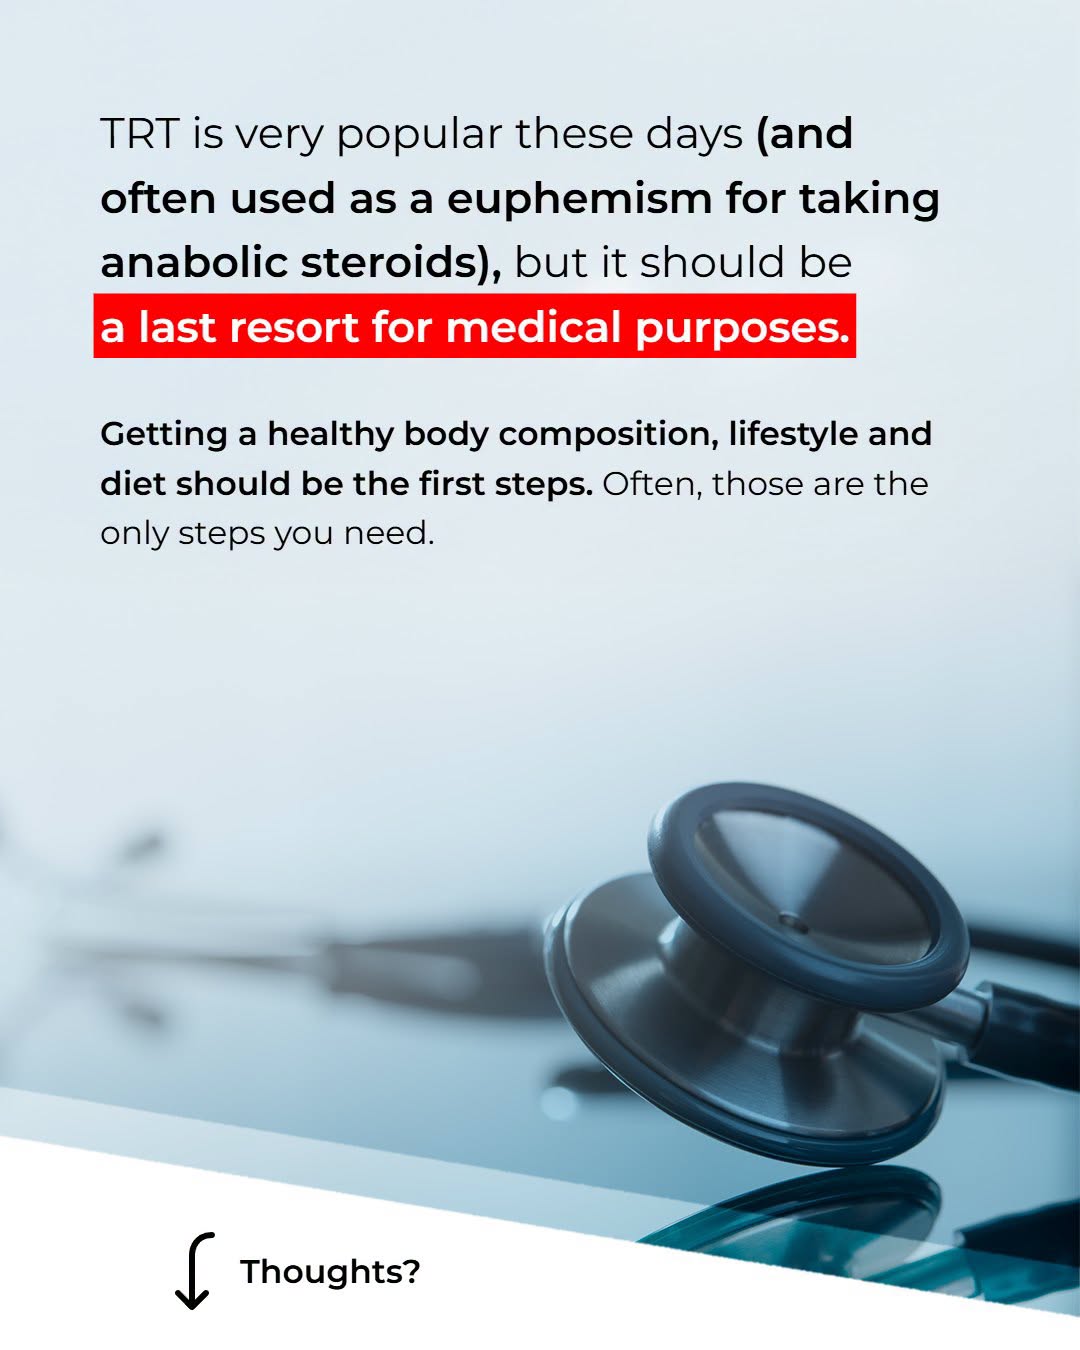 TRT is very popular these days (and
often used as a euphemism for taking
anabolic steroids), but it should be
a last resort for medical purposes.
Getting a healthy body composition, lifestyle and
diet should be the first steps. Often, those are the
only steps you need.
Thoughts?